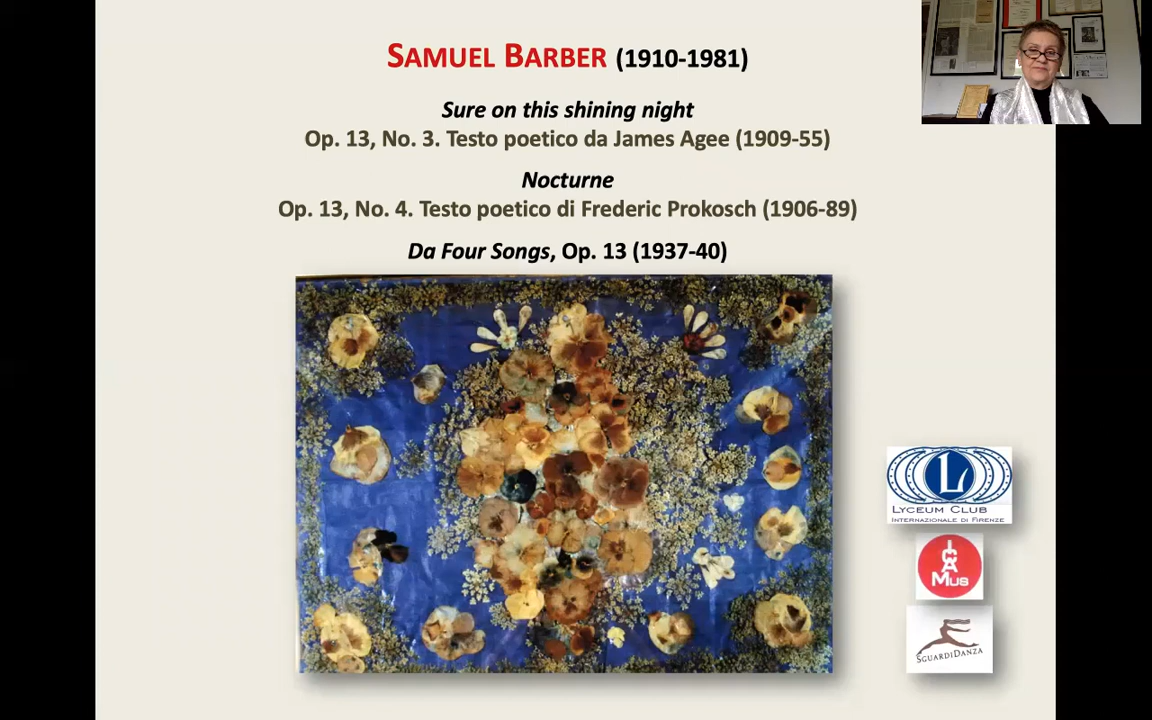 SAMUEL BARBER (1910-1981)
Sure on this shining night
Op. 13, No. 3. Testo poetico da James Agee (1909-55)
Nocturne
Op. 13, No. 4. Testo poetico di Frederic Prokosch (1906-89)
Da Four Songs, Op. 13 (1937-40)
L
LYCEUM CLUB
INTERNAZIONALE DI FIRENZE
ICAMus
SGUARDIDANZA